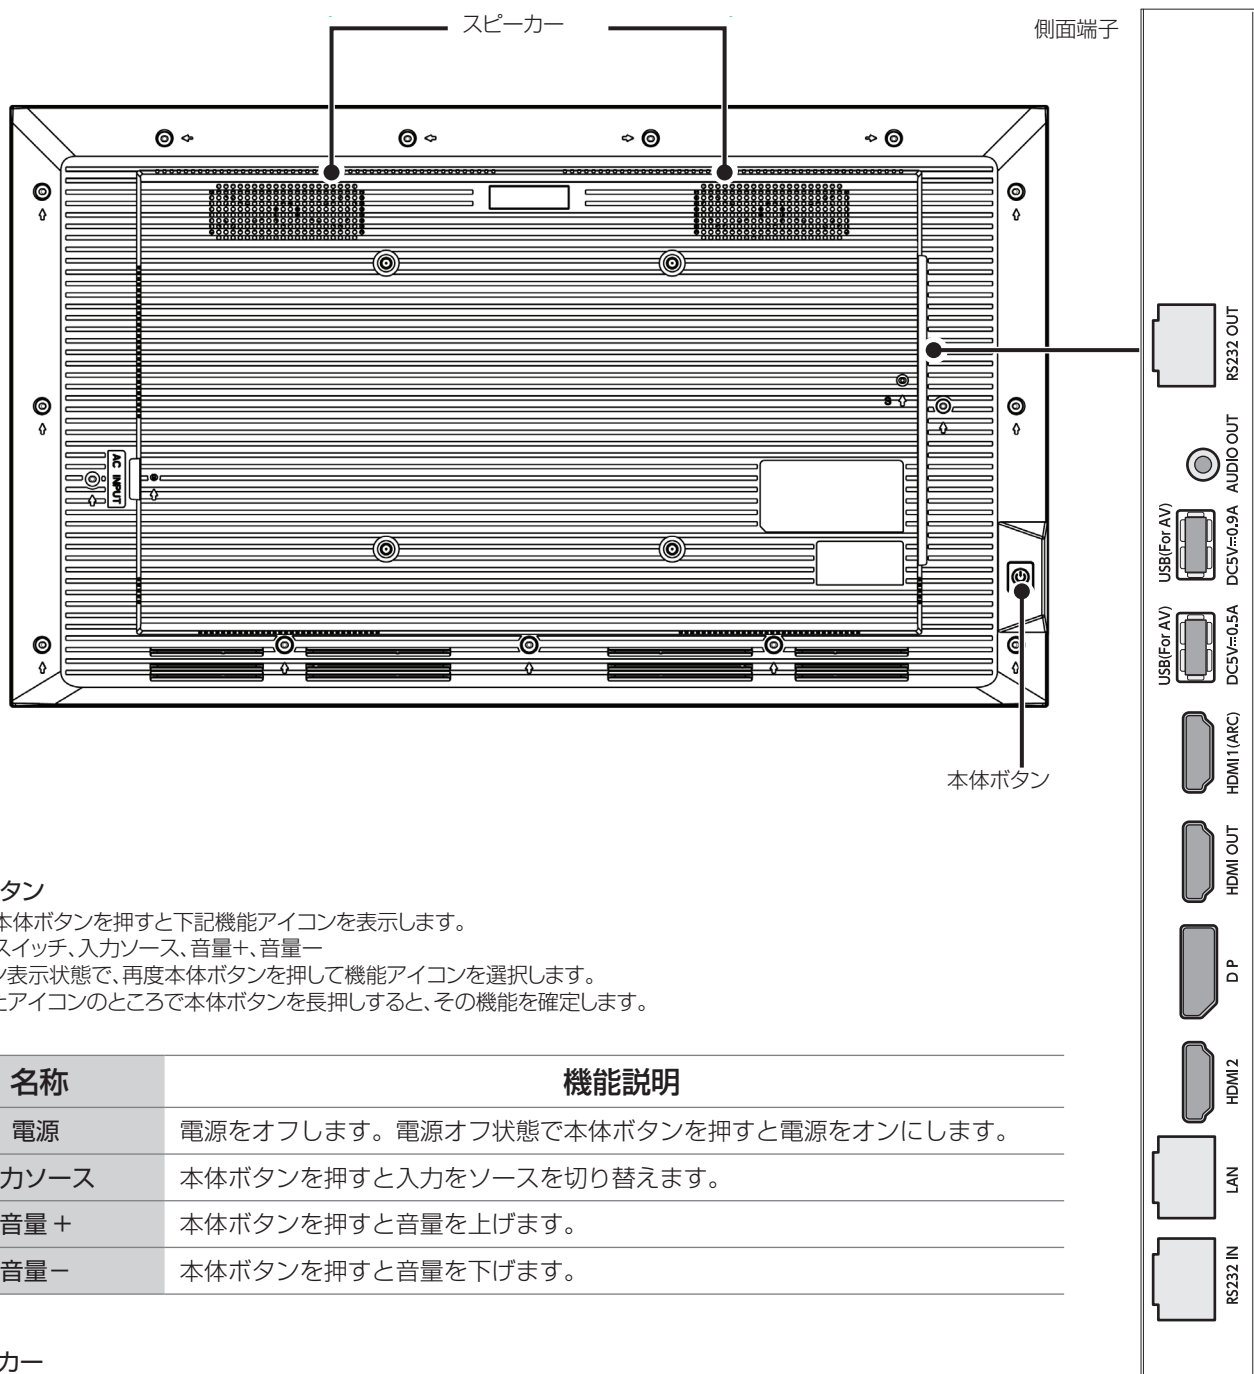 スピーカー
側面端子
AC INPUT
本体ボタン
RS232 OUT
AUDIO OUT
USB(For AV)
DC5V⎓0.9A
USB(For AV)
DC5V⎓0.5A
HDMI1(ARC)
HDMI OUT
DP
HDMI2
LAN
RS232 IN
タン
本体ボタンを押すと下記機能アイコンを表示します。
スイッチ、入力ソース、音量+、音量ー
ン表示状態で、再度本体ボタンを押して機能アイコンを選択します。
たアイコンのところで本体ボタンを長押しすると、その機能を確定します。
名称 機能説明
電源 電源をオフします。電源オフ状態で本体ボタンを押すと電源をオンにします。
力ソース 本体ボタンを押すと入力をソースを切り替えます。
音量 + 本体ボタンを押すと音量を上げます。
音量ー 本体ボタンを押すと音量を下げます。
カー